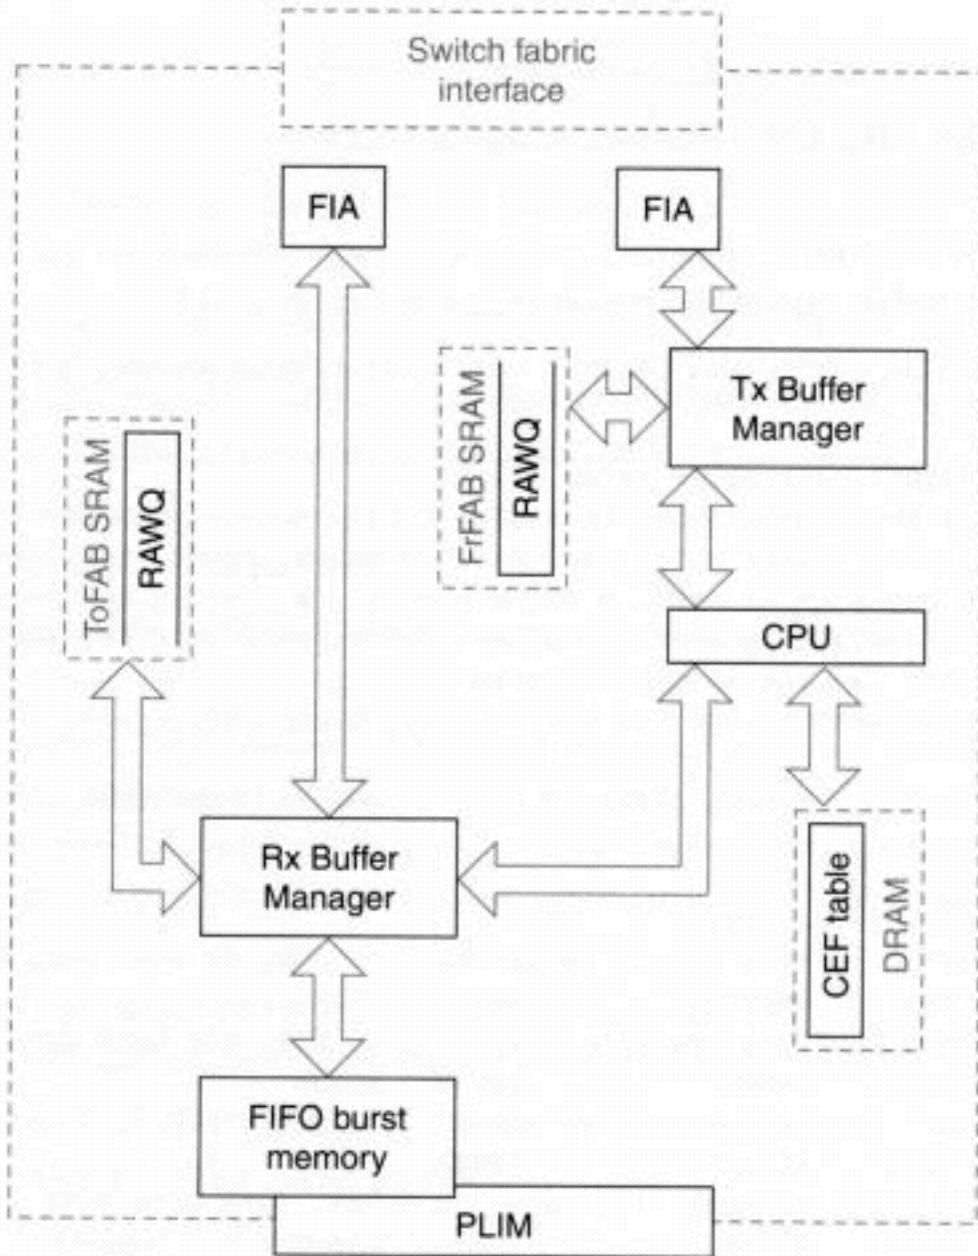 Switch fabric
interface
FIA
FIA
Tx Buffer
Manager
FrFAB SRAM
RAWQ
ToFAB SRAM
RAWQ
CPU
Rx Buffer
Manager
CEF table
DRAM
FIFO burst
memory
PLIM